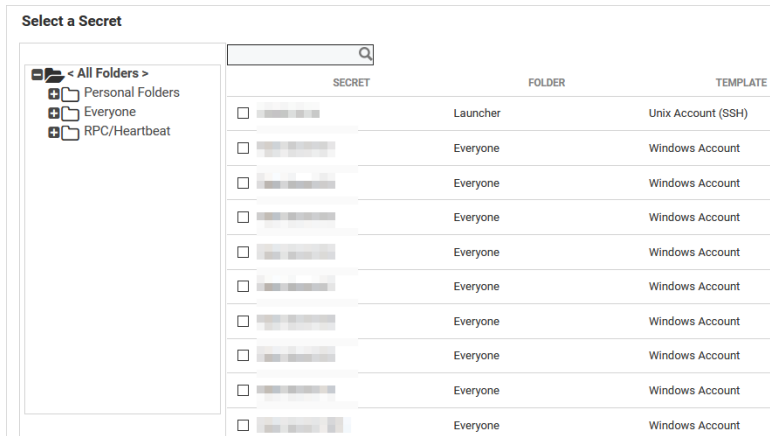 Select a Secret
< All Folders >
Personal Folders
Everyone
RPC/Heartbeat
SECRET FOLDER TEMPLATE
Launcher Unix Account (SSH)
Everyone Windows Account
Everyone Windows Account
Everyone Windows Account
Everyone Windows Account
Everyone Windows Account
Everyone Windows Account
Everyone Windows Account
Everyone Windows Account
Everyone Windows Account